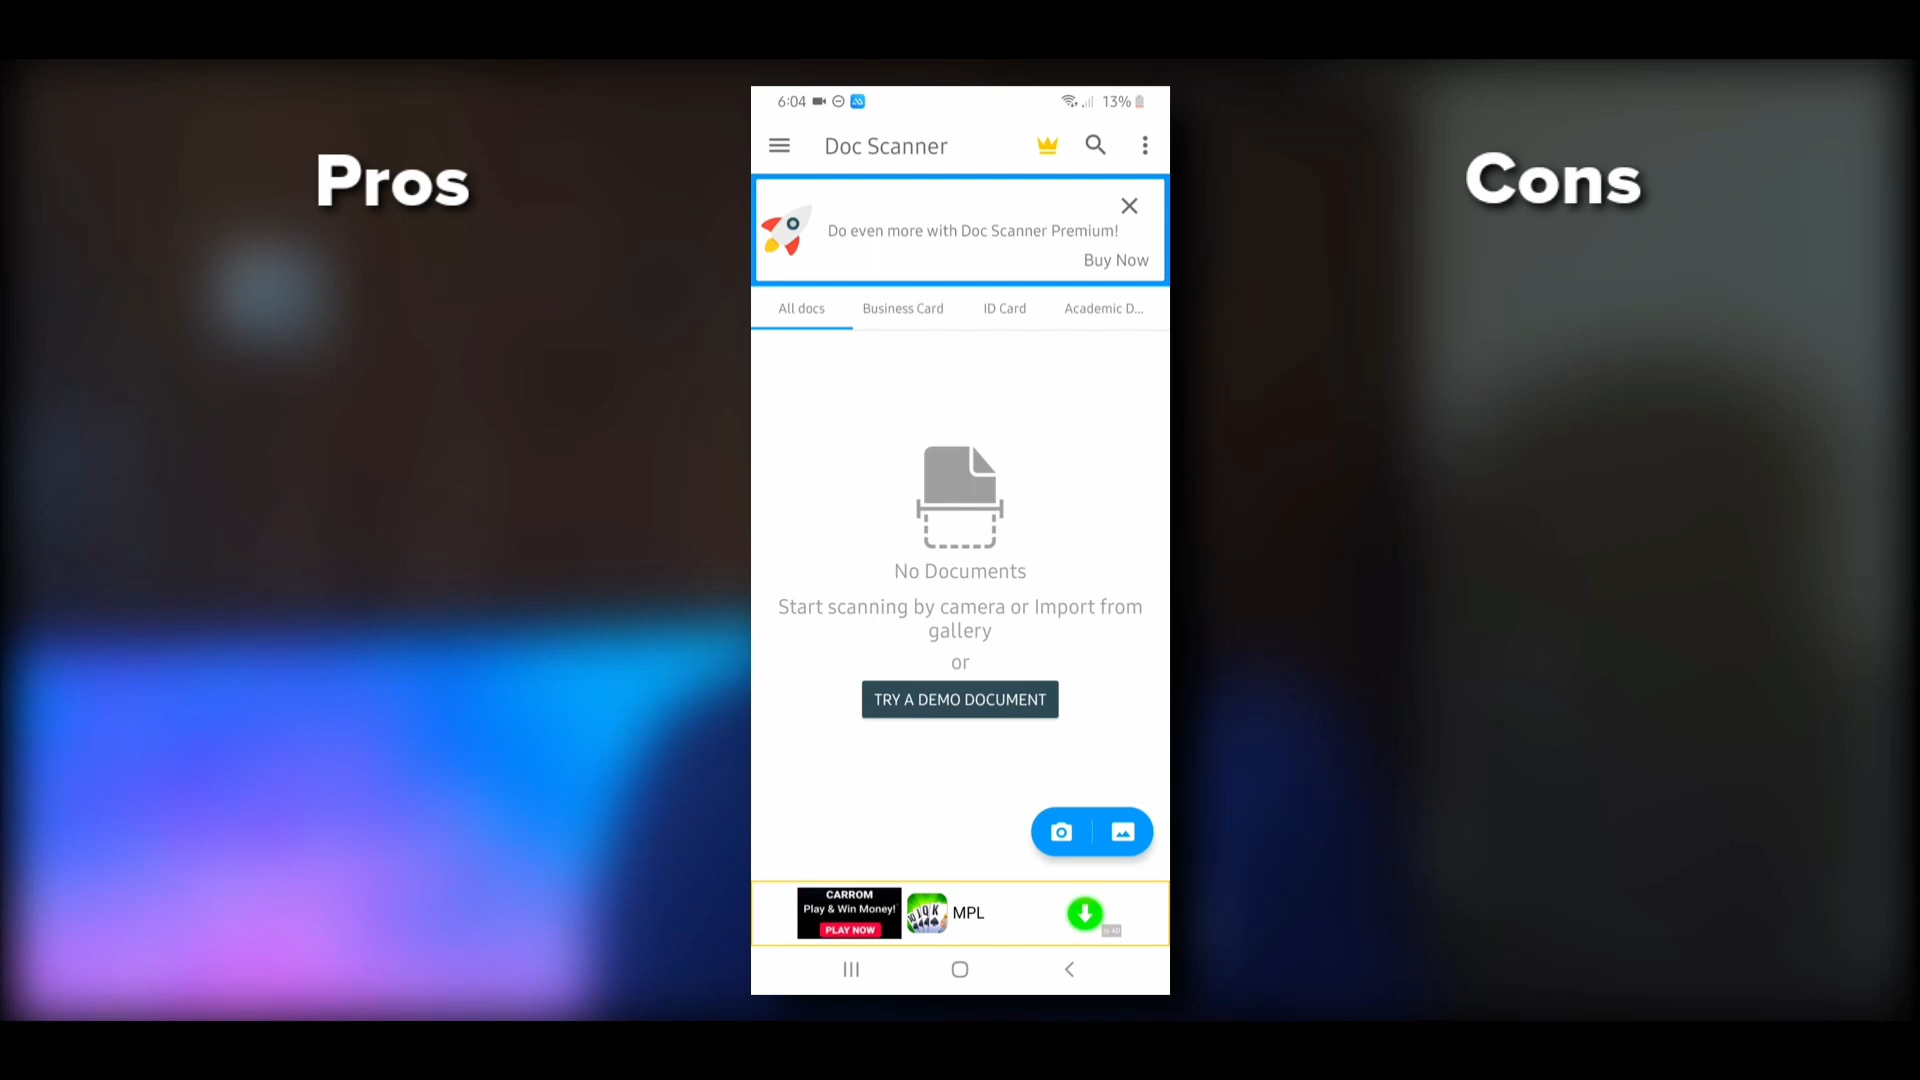 Pros
Cons
6:04
13%
Doc Scanner
Do even more with Doc Scanner Premium!
Buy Now
All docs
Business Card
ID Card
Academic D...
No Documents
Start scanning by camera or Import from
gallery
or
TRY A DEMO DOCUMENT
CARROM
Play & Win Money!
PLAY NOW
MPL